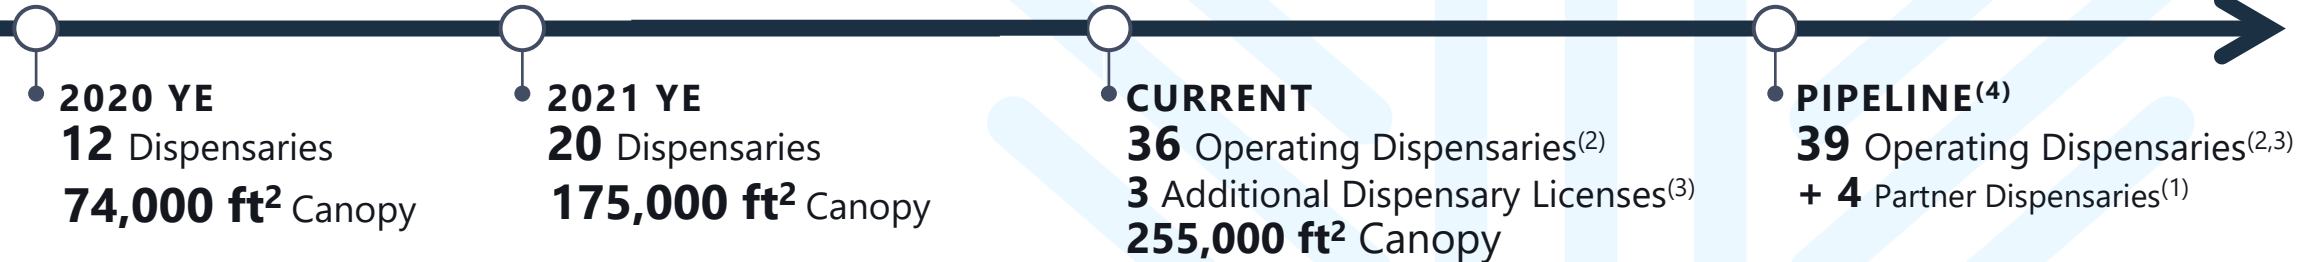 2020 YE
12 Dispensaries
74,000 ft² Canopy
2021 YE
20 Dispensaries
175,000 ft² Canopy
CURRENT
36 Operating Dispensaries(2)
3 Additional Dispensary Licenses(3)
255,000 ft² Canopy
PIPELINE(4)
39 Operating Dispensaries(2,3)
+ 4 Partner Dispensaries(1)